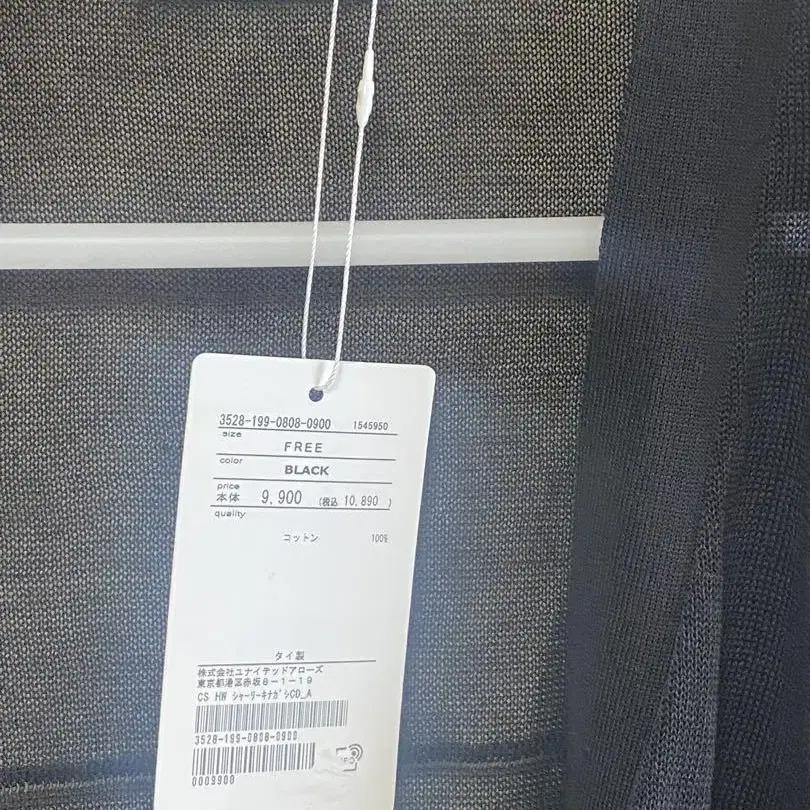 3528-199-0808-0900 1545950
size
FREE
color
BLACK
price
本体 9,900 (税込 10,890 )
quality
コットン 100%
タイ製
株式会社ユナイテッドアローズ
東京都港区赤坂8-1-19
CS HW シャーリーキナガシCD_A
3528-199-0808-0900
0009900